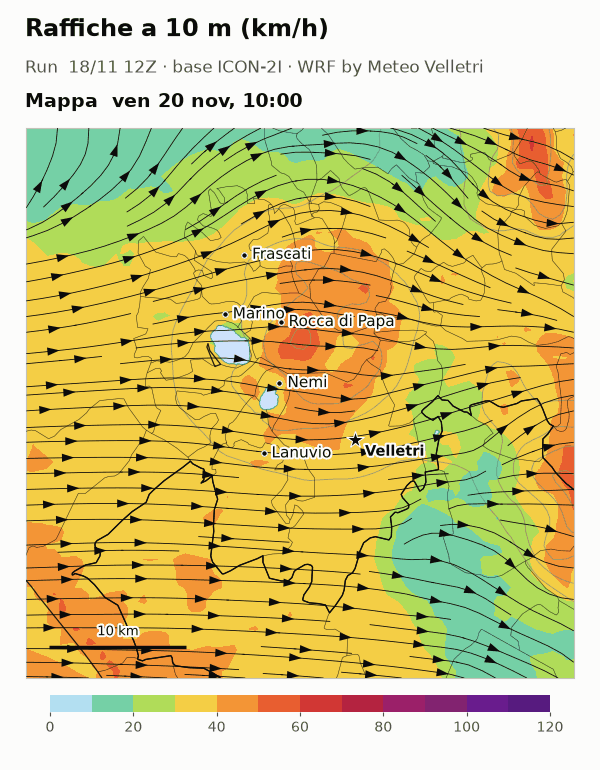 Raffiche a 10 m (km/h)
Run 18/11 12Z · base ICON-2I · WRF by Meteo Velletri
Mappa ven 20 nov, 10:00
Frascati
Marino
Rocca di Papa
Nemi
Velletri
Lanuvio
10 km
0 20 40 60 80 100 120